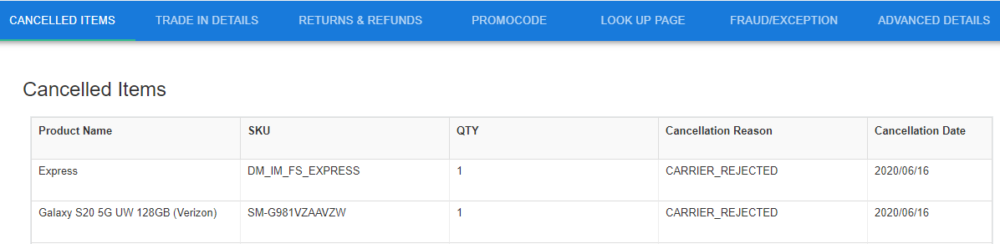 CANCELLED ITEMS TRADE IN DETAILS RETURNS & REFUNDS PROMOCODE LOOK UP PAGE FRAUD/EXCEPTION ADVANCED DETAILS
Cancelled Items
Product Name SKU QTY Cancellation Reason Cancellation Date
Express DM_IM_FS_EXPRESS 1 CARRIER_REJECTED 2020/06/16
Galaxy S20 5G UW 128GB (Verizon) SM-G981VZAAVZW 1 CARRIER_REJECTED 2020/06/16